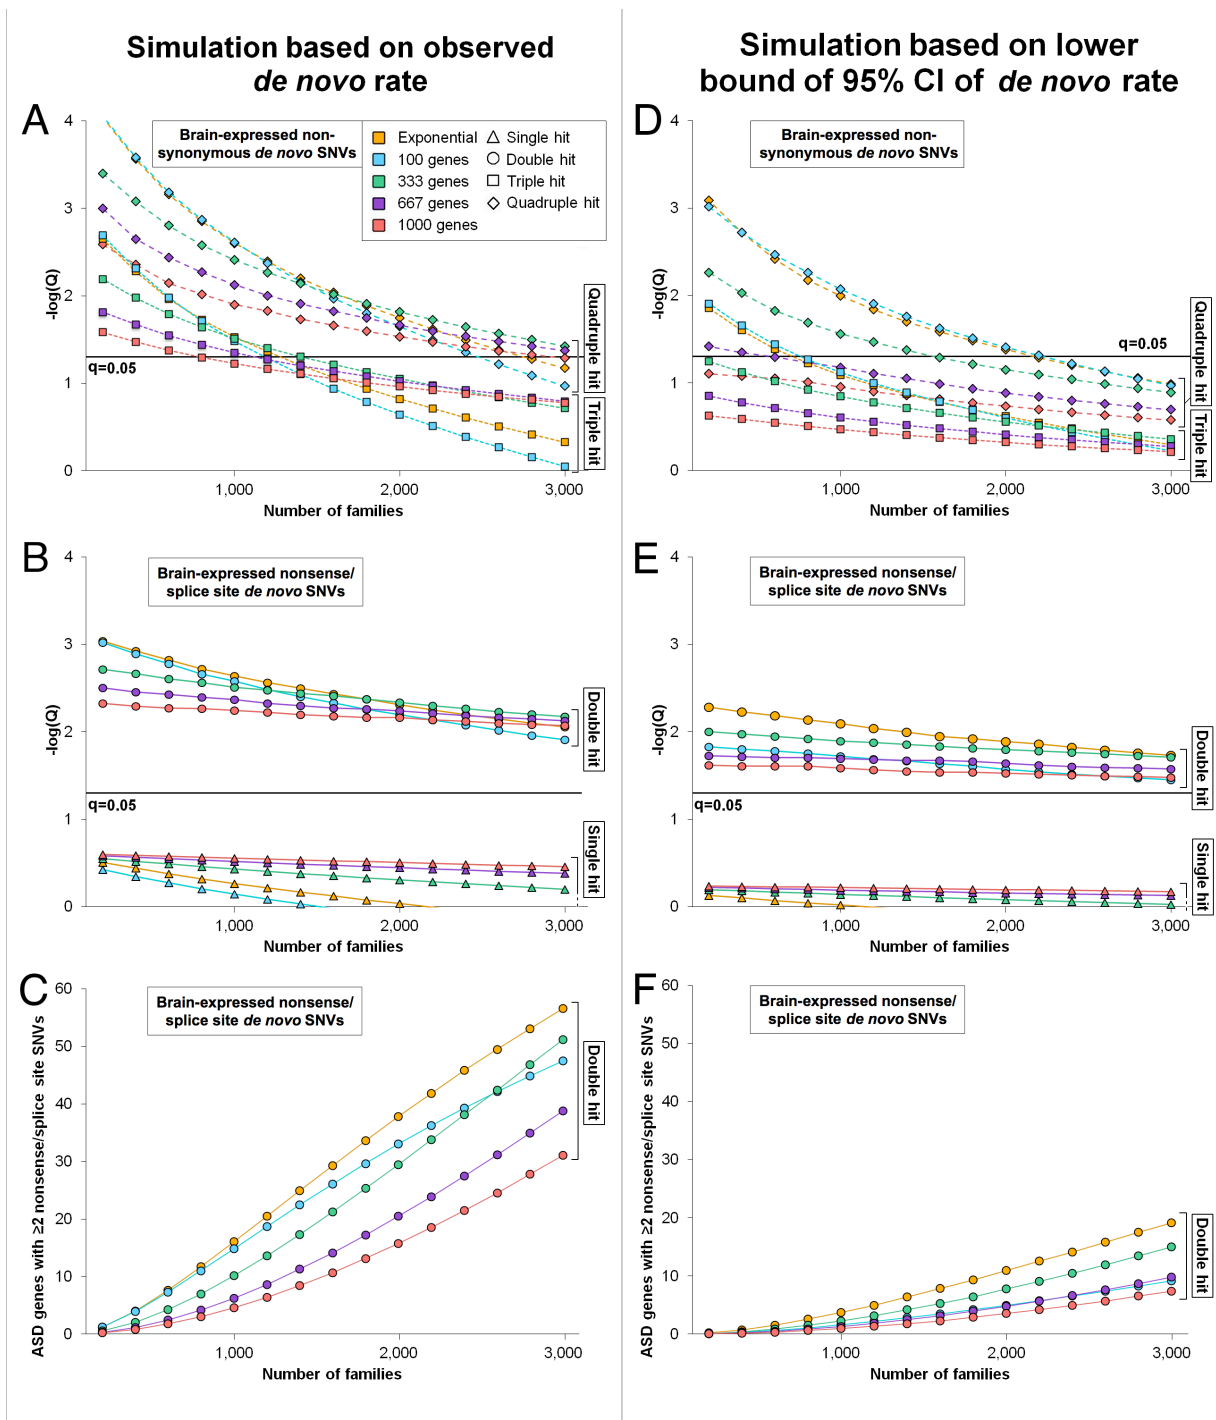 Simulation based on observed
de novo rate
Simulation based on lower
bound of 95% CI of de novo rate
A
4
3
2
1
0
-log(Q)
Brain-expressed non-
synonymous de novo SNVs
Exponential
100 genes
333 genes
667 genes
1000 genes
Single hit
Double hit
Triple hit
Quadruple hit
q=0.05
Quadruple hit
Triple hit
1,000
2,000
3,000
Number of families
D
4
3
2
1
0
-log(Q)
Brain-expressed non-
synonymous de novo SNVs
q=0.05
Quadruple hit
Triple hit
1,000
2,000
3,000
Number of families
B
4
3
2
1
0
-log(Q)
Brain-expressed nonsense/
splice site de novo SNVs
q=0.05
Double hit
Single hit
1,000
2,000
3,000
Number of families
E
4
3
2
1
0
-log(Q)
Brain-expressed nonsense/
splice site de novo SNVs
q=0.05
Double hit
Single hit
1,000
2,000
3,000
Number of families
C
60
50
40
30
20
10
0
ASD genes with ≥2 nonsense/splice site SNVs
Brain-expressed nonsense/
splice site de novo SNVs
Double hit
1,000
2,000
3,000
Number of families
F
60
50
40
30
20
10
0
ASD genes with ≥2 nonsense/splice site SNVs
Brain-expressed nonsense/
splice site de novo SNVs
Double hit
1,000
2,000
3,000
Number of families